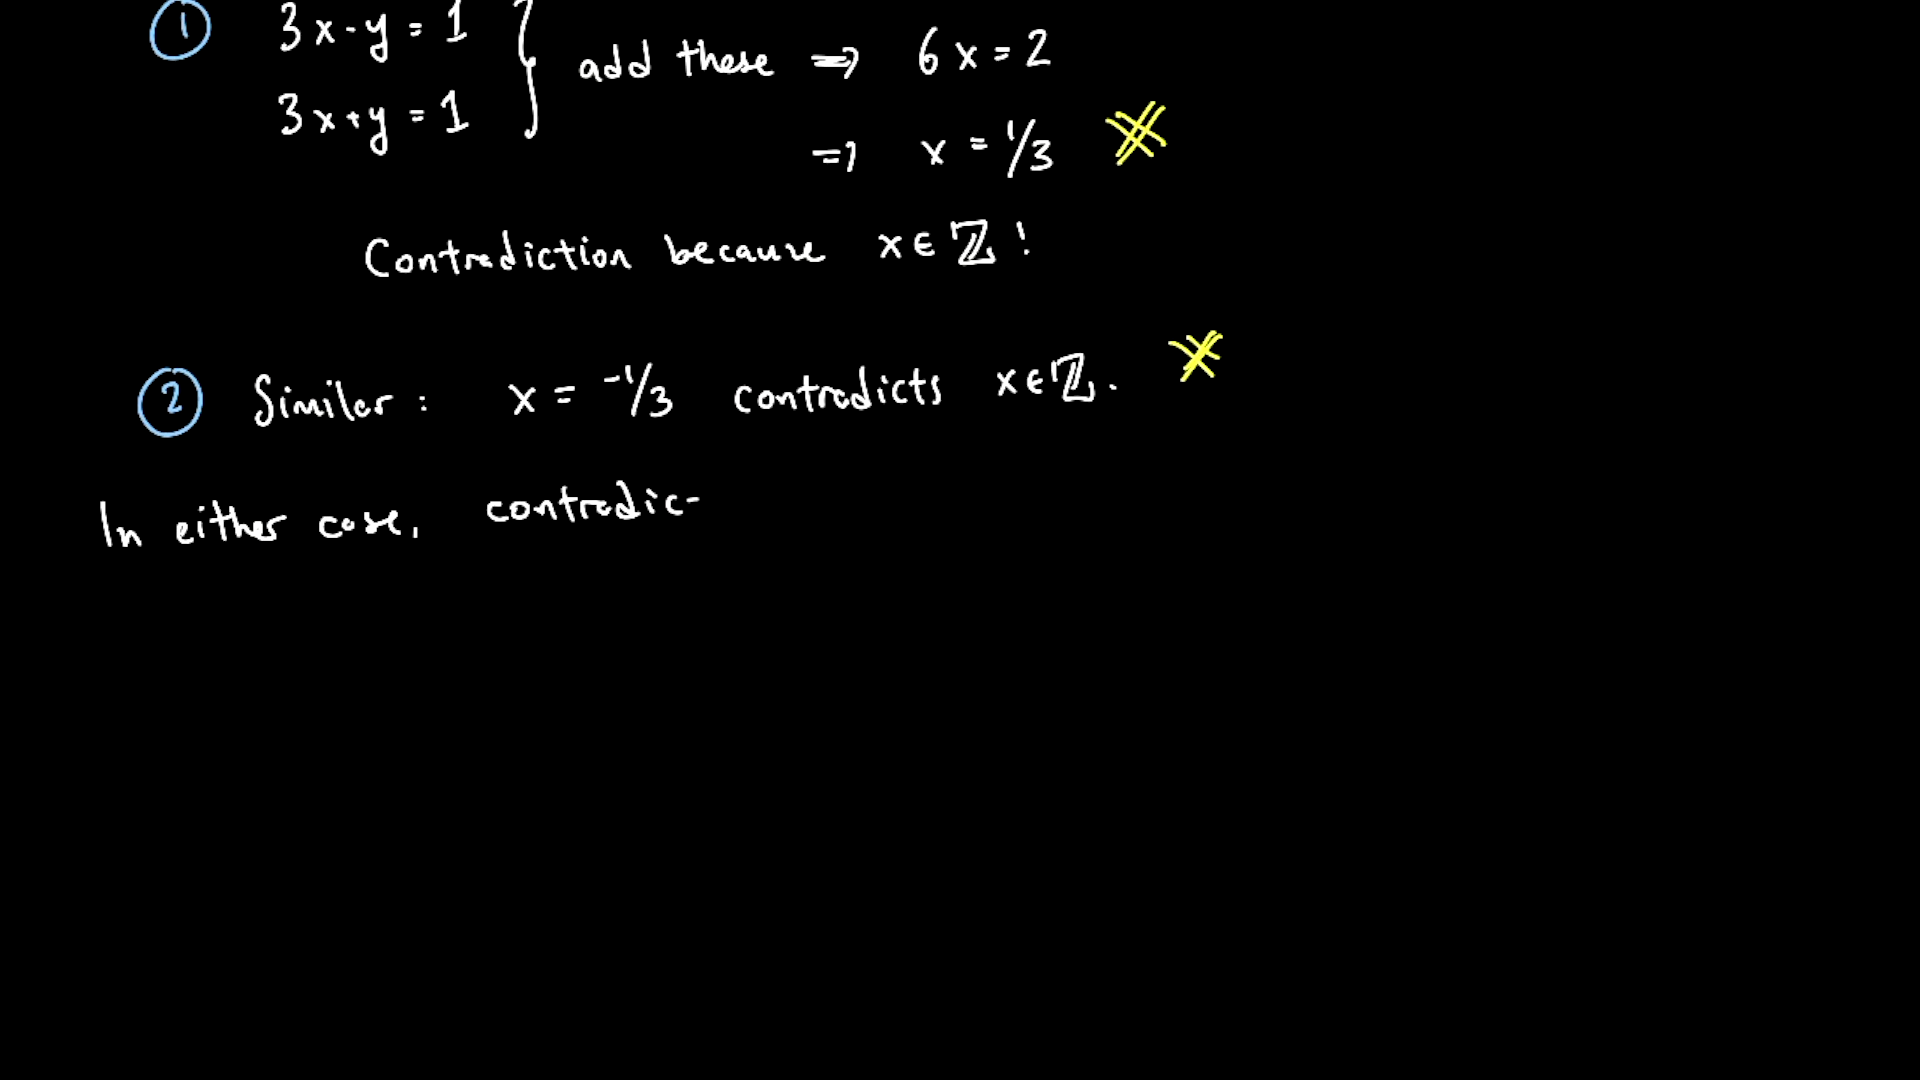 ① 3x-y=1 } add these ⇒ 6x=2
3x+y=1
⇒ x = 1/3 ※
Contradiction because x∈ℤ!
② Similar: x = -1/3 contradicts x∈ℤ. ※
In either case, contradic-